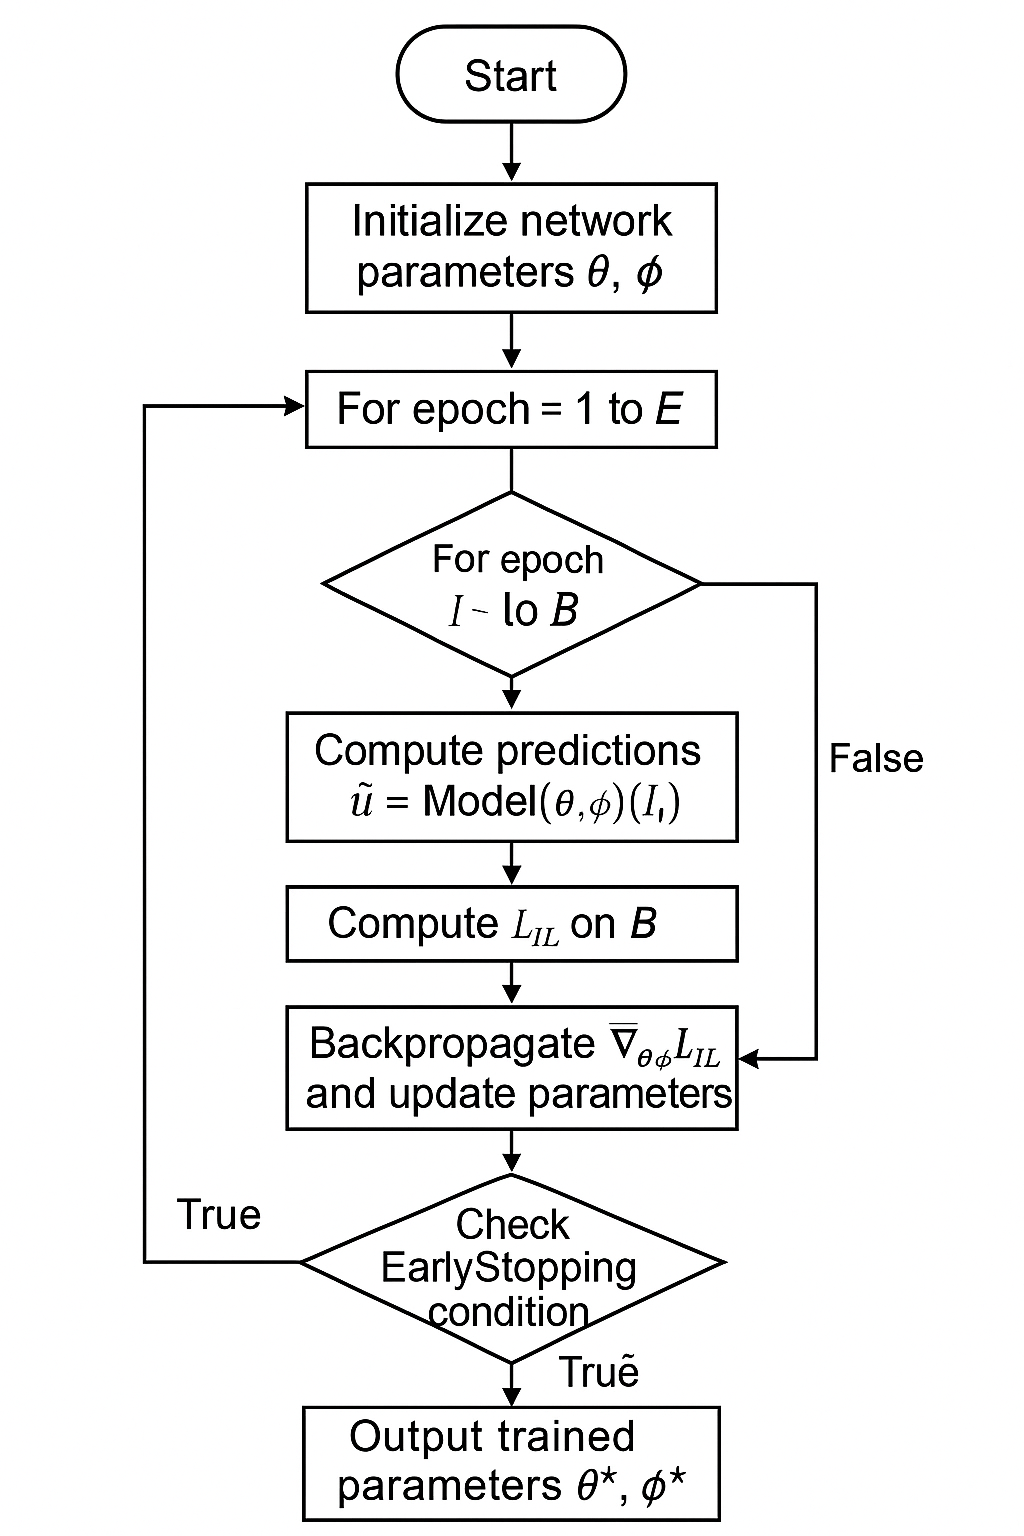 Start
Initialize network
parameters θ, ϕ
For epoch = 1 to E
For epoch
I – lo B
Compute predictions
ũ = Model(θ,ϕ)(I,)
False
Compute L_IL on B
Backpropagate ∇̅_θϕ L_IL
and update parameters
True
Check
EarlyStopping
condition
Truẽ
Output trained
parameters θ*, ϕ*